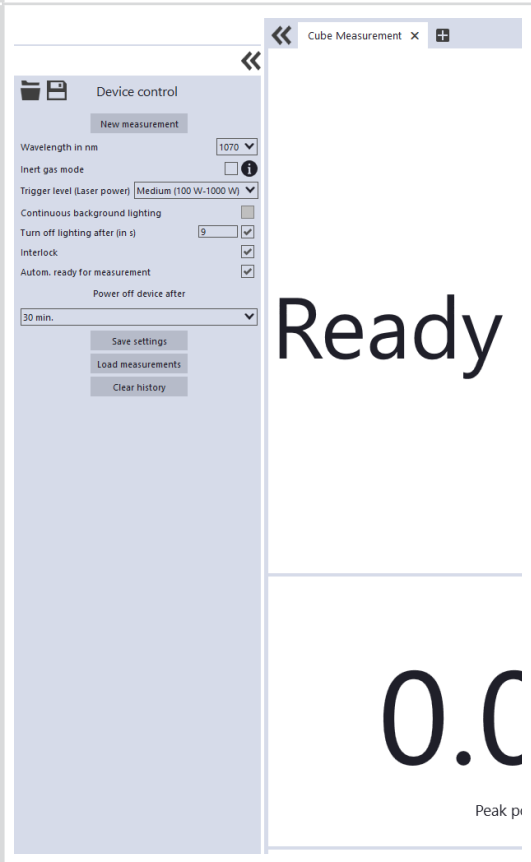 Cube Measurement
Device control
New measurement
Wavelength in nm 1070
Inert gas mode
Trigger level (Laser power) Medium (100 W-1000 W)
Continuous background lighting
Turn off lighting after (in s) 9
Interlock
Autom. ready for measurement
Power off device after
30 min.
Save settings
Load measurements
Clear history
Ready
0.0
Peak